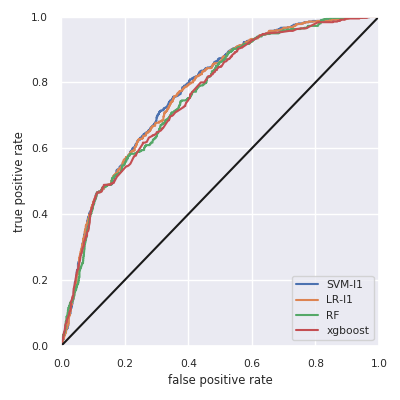 1.0
0.8
0.6
0.4
0.2
0.0
true positive rate
SVM-l1
LR-l1
RF
xgboost
0.0 0.2 0.4 0.6 0.8 1.0
false positive rate